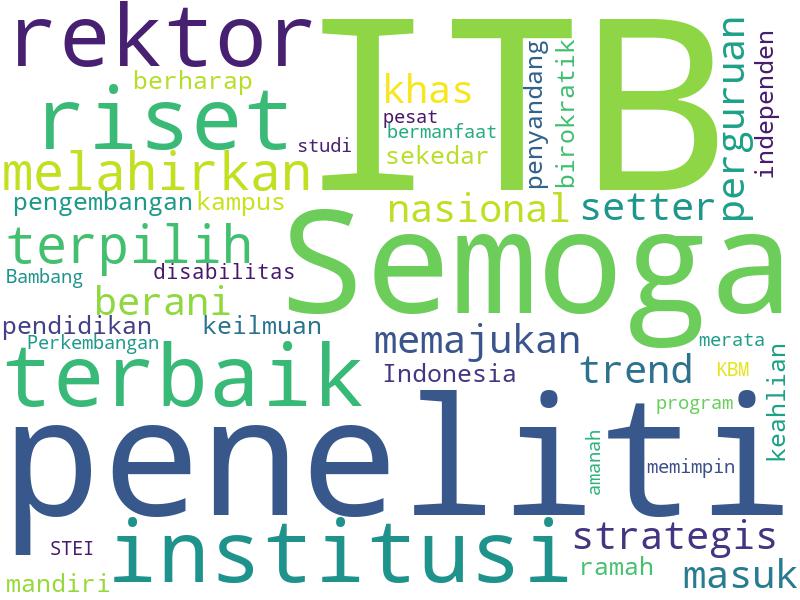 rektor
ITB
berharap
riset
khas
pesat
bermanfaat
studi
sekedar
penyandang
birokratik
perguruan
independen
melahirkan
pengembangan
kampus
nasional
setter
terpilih
Semoga
Bambang
disabilitas
berani
pendidikan
keilmuan
Perkembangan
memajukan
merata
terbaik
Indonesia
trend
KBM
program
keahlian
peneliti
amanah
memimpin
STEI
institusi
strategis
mandiri
ramah
masuk